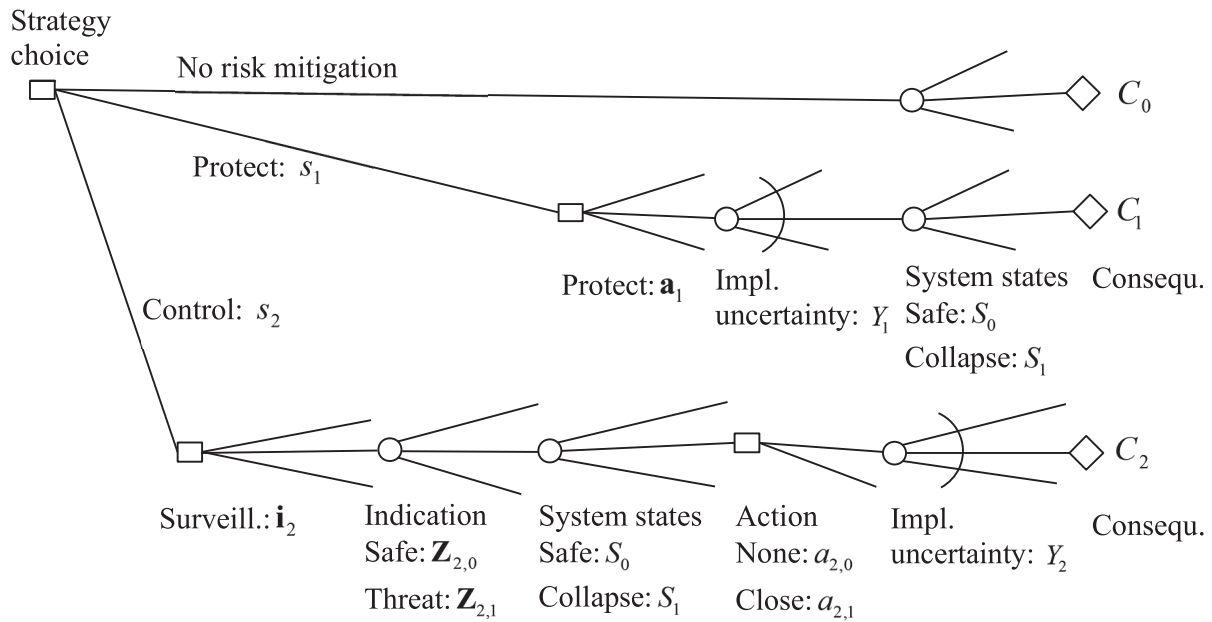 Strategy
choice
No risk mitigation
C₀
Protect: s₁
C₁
Protect: a₁
Impl.
uncertainty: Y₁
System states
Safe: S₀
Collapse: S₁
Consequ.
Control: s₂
C₂
Surveill.: i₂
Indication
Safe: Z₂,₀
Threat: Z₂,₁
System states
Safe: S₀
Collapse: S₁
Action
None: a₂,₀
Close: a₂,₁
Impl.
uncertainty: Y₂
Consequ.